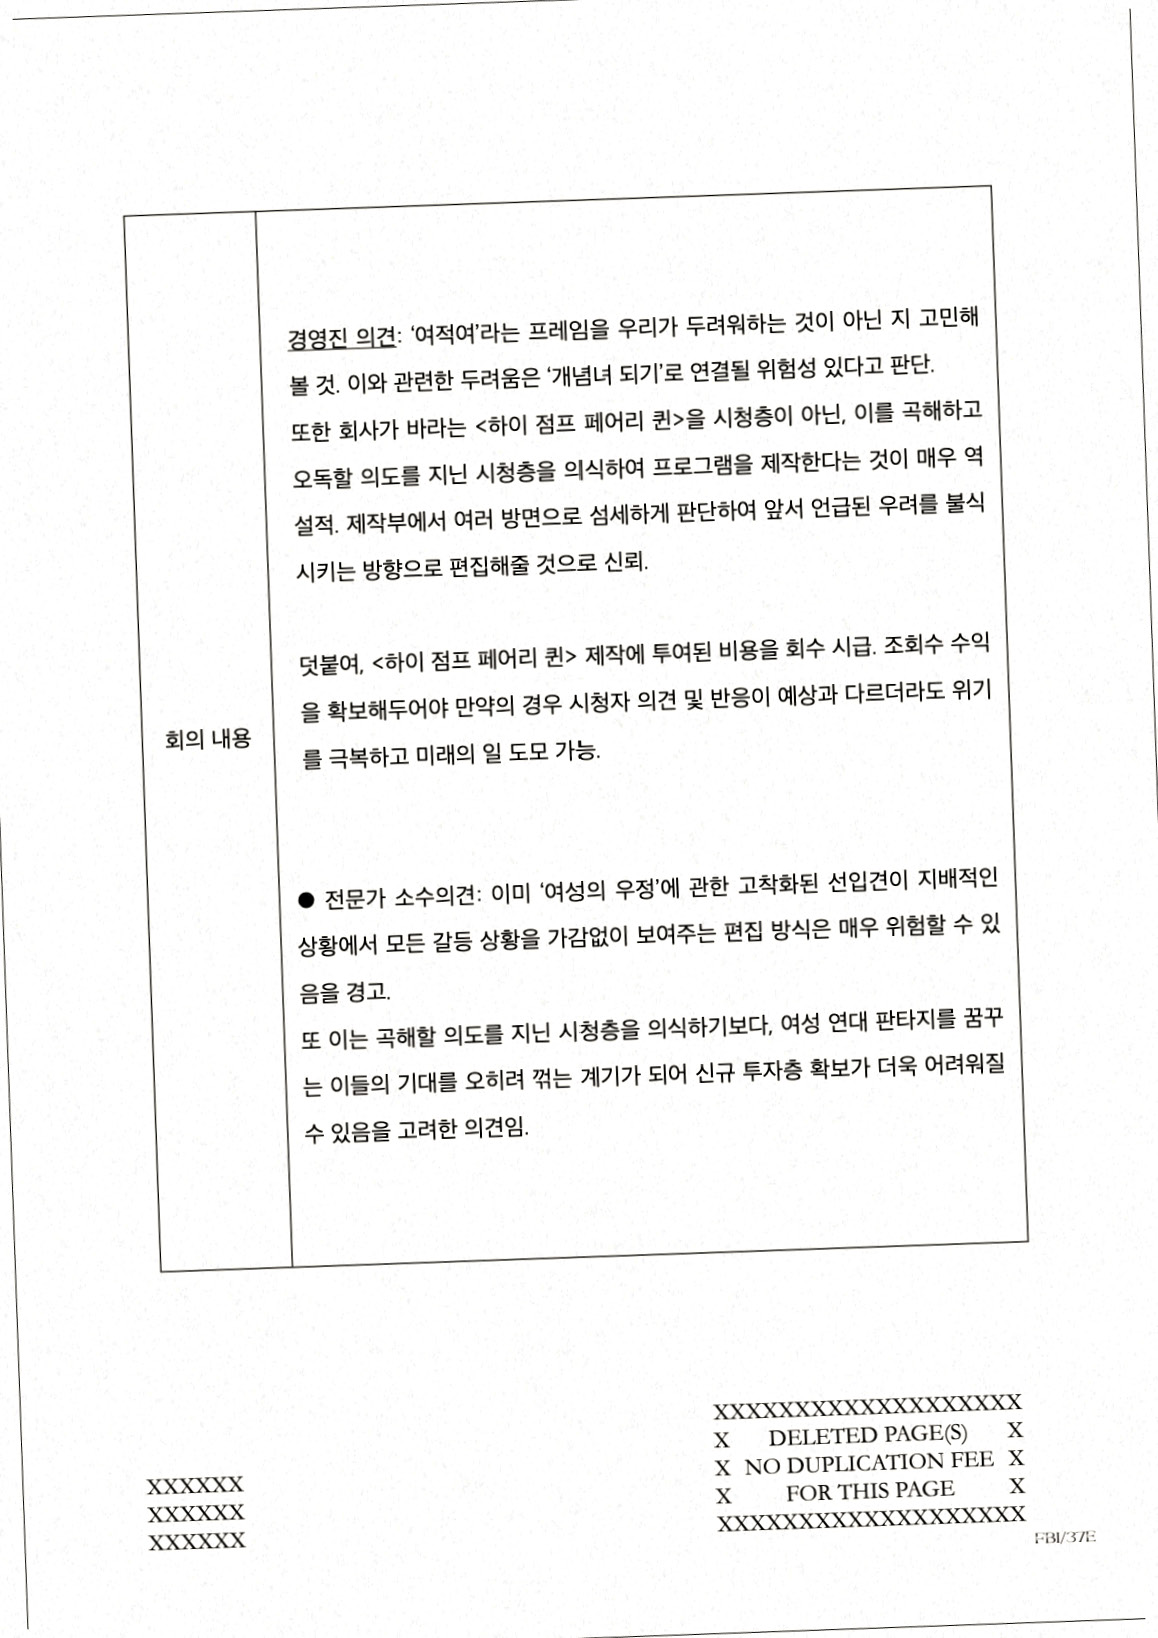 회의 내용
경영진 의견: ‘여적여’라는 프레임을 우리가 두려워하는 것이 아닌 지 고민해
볼 것. 이와 관련한 두려움은 ‘개념녀 되기’로 연결될 위험성 있다고 판단.
또한 회사가 바라는 <하이 점프 페어리 퀸>을 시청층이 아닌, 이를 곡해하고
오독할 의도를 지닌 시청층을 의식하여 프로그램을 제작한다는 것이 매우 역
설적. 제작부에서 여러 방면으로 섬세하게 판단하여 앞서 언급된 우려를 불식
시키는 방향으로 편집해줄 것으로 신뢰.
덧붙여, <하이 점프 페어리 퀸> 제작에 투여된 비용을 회수 시급. 조회수 수익
을 확보해두어야 만약의 경우 시청자 의견 및 반응이 예상과 다르더라도 위기
를 극복하고 미래의 일 도모 가능.
● 전문가 소수의견: 이미 ‘여성의 우정’에 관한 고착화된 선입견이 지배적인
상황에서 모든 갈등 상황을 가감없이 보여주는 편집 방식은 매우 위험할 수 있
음을 경고.
또 이는 곡해할 의도를 지닌 시청층을 의식하기보다, 여성 연대 판타지를 꿈꾸
는 이들의 기대를 오히려 꺾는 계기가 되어 신규 투자층 확보가 더욱 어려워질
수 있음을 고려한 의견임.
XXXXXX
XXXXXX
XXXXXX
XXXXXXXXXXXXXXXXXXX
X DELETED PAGE(S) X
X NO DUPLICATION FEE X
X FOR THIS PAGE X
XXXXXXXXXXXXXXXXXXX
FBI/37E